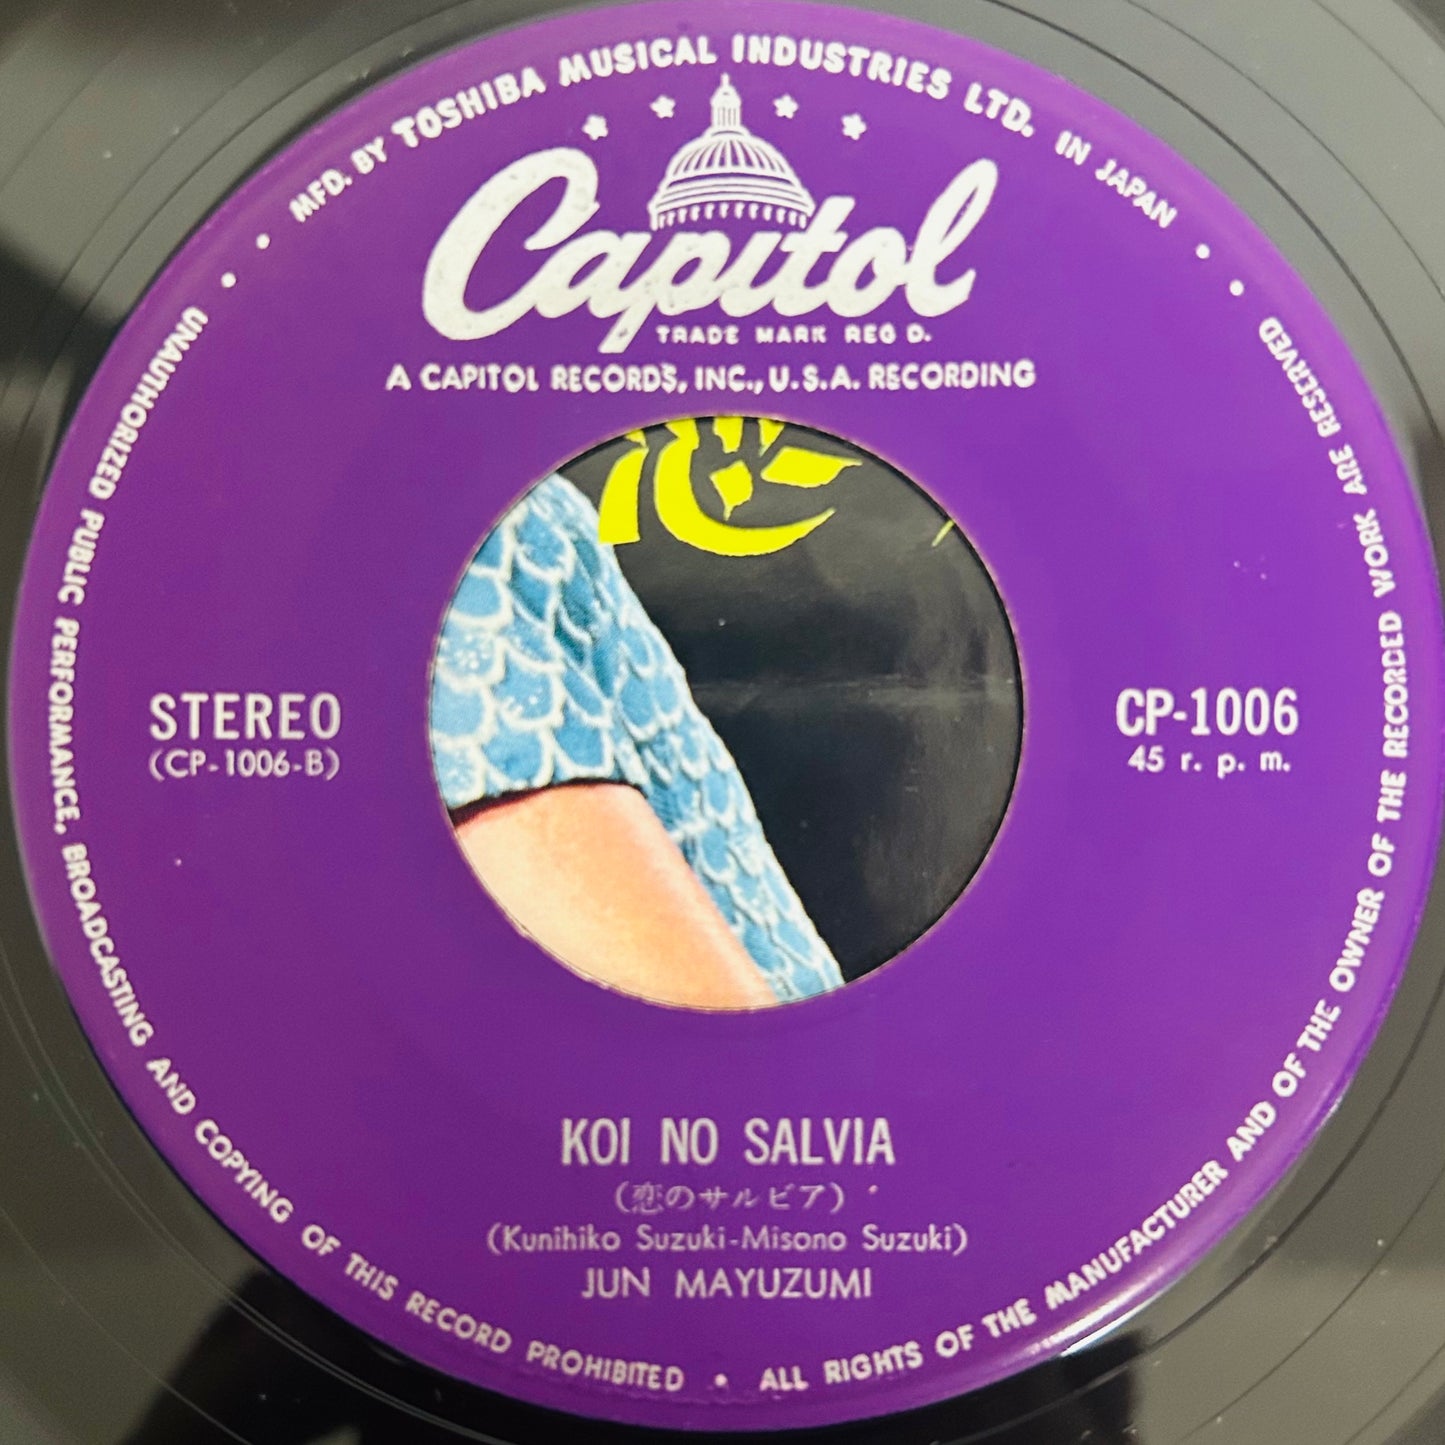 MFD. BY TOSHIBA MUSICAL INDUSTRIES LTD. IN JAPAN
Capitol
TRADE MARK REG D.
A CAPITOL RECORDS, INC., U.S.A. RECORDING
STEREO
(CP-1006-B)
CP-1006
45 r. p. m.
KOI NO SALVIA
(恋のサルビア)
(Kunihiko Suzuki-Misono Suzuki)
JUN MAYUZUMI
UNAUTHORIZED PUBLIC PERFORMANCE, BROADCASTING AND COPYING OF THIS RECORD PROHIBITED • ALL RIGHTS OF THE MANUFACTURER AND OF THE OWNER OF THE RECORDED WORK ARE RESERVED